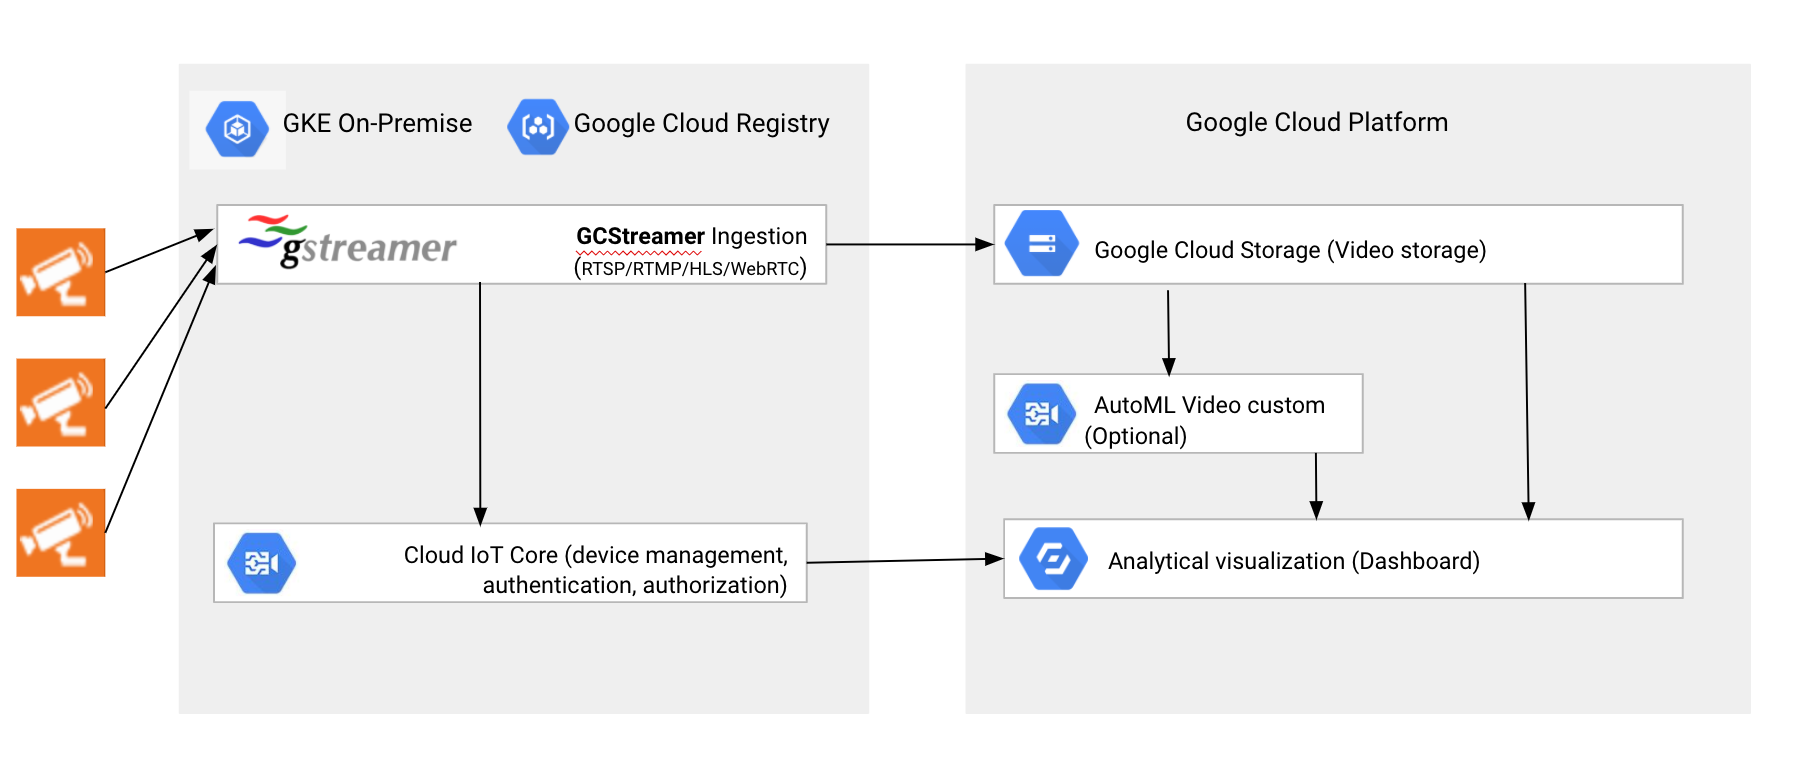 GKE On-Premise
Google Cloud Registry
Google Cloud Platform
gstreamer
GCStreamer Ingestion
(RTSP/RTMP/HLS/WebRTC)
Google Cloud Storage (Video storage)
AutoML Video custom
(Optional)
Cloud IoT Core (device management,
authentication, authorization)
Analytical visualization (Dashboard)